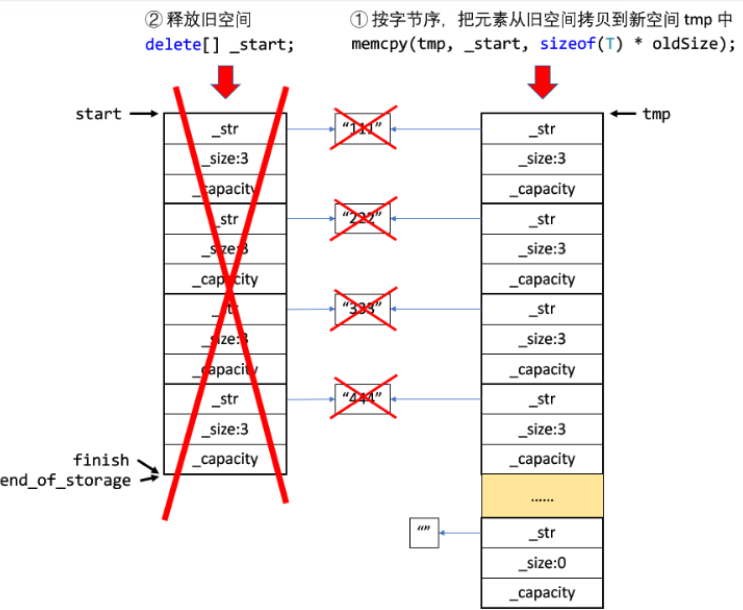 ② 释放旧空间
delete[] _start;
① 按字节序，把元素从旧空间拷贝到新空间 tmp 中
memcpy(tmp, _start, sizeof(T) * oldSize);
start
tmp
_str
_size:3
_capacity
_str
_size:3
_capacity
_str
_size:3
_capacity
_str
_size:3
_capacity
finish
end_of_storage
“111”
“222”
“333”
“444”
_str
_size:3
_capacity
_str
_size:3
_capacity
_str
_size:3
_capacity
_str
_size:3
_capacity
......
“”
_str
_size:0
_capacity